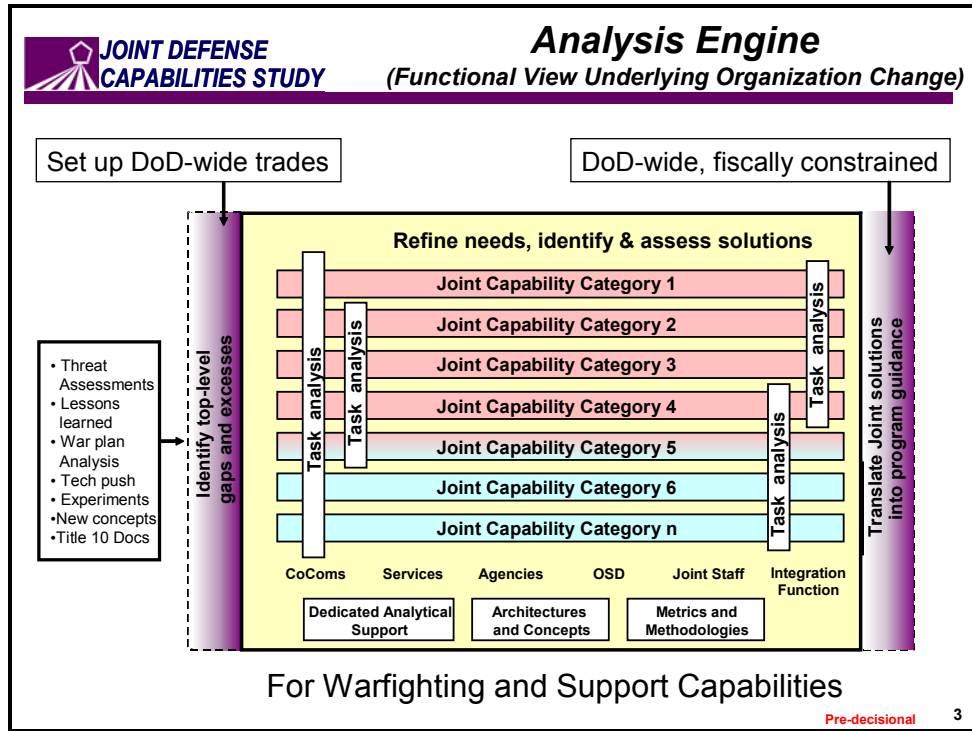 JOINT DEFENSE
CAPABILITIES STUDY
Analysis Engine
(Functional View Underlying Organization Change)
Set up DoD-wide trades
DoD-wide, fiscally constrained
• Threat
Assessments
• Lessons
learned
• War plan
Analysis
• Tech push
• Experiments
•New concepts
•Title 10 Docs
Identify top-level
gaps and excesses
Refine needs, identify & assess solutions
Joint Capability Category 1
Joint Capability Category 2
Joint Capability Category 3
Joint Capability Category 4
Joint Capability Category 5
Joint Capability Category 6
Joint Capability Category n
Task analysis
Task analysis
Task analysis
Task analysis
Translate Joint solutions
into program guidance
CoComs
Services
Agencies
OSD
Joint Staff
Integration
Function
Dedicated Analytical
Support
Architectures
and Concepts
Metrics and
Methodologies
For Warfighting and Support Capabilities
Pre-decisional
3